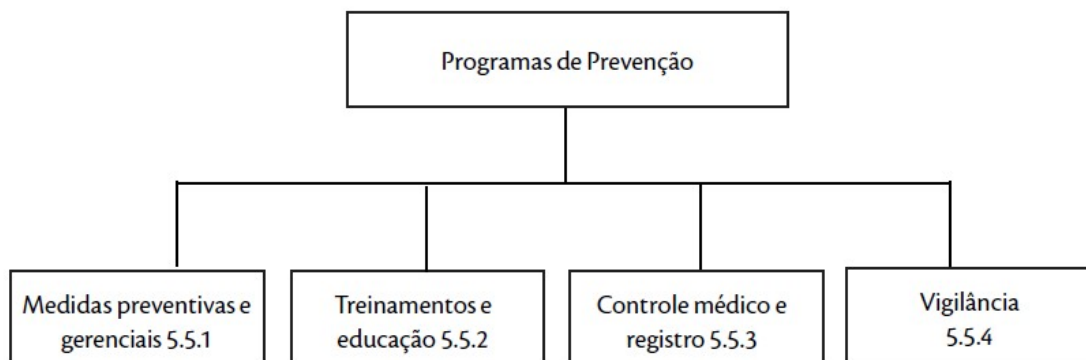 Programas de Prevenção
Medidas preventivas e
gerenciais 5.5.1
Treinamentos e
educação 5.5.2
Controle médico e
registro 5.5.3
Vigilância
5.5.4